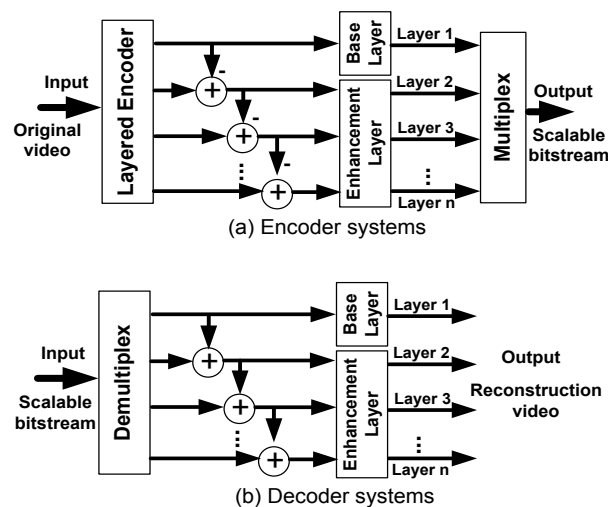 Input
Original
video
Layered Encoder
-
+
-
+
-
...
+
Base
Layer
Enhancement
Layer
Layer 1
Layer 2
Layer 3
...
Layer n
Multiplex
Output
Scalable
bitstream
(a) Encoder systems
Input
Scalable
bitstream
Demultiplex
+
+
...
+
Base
Layer
Enhancement
Layer
Layer 1
Layer 2
Layer 3
...
Layer n
Output
Reconstruction
video
(b) Decoder systems